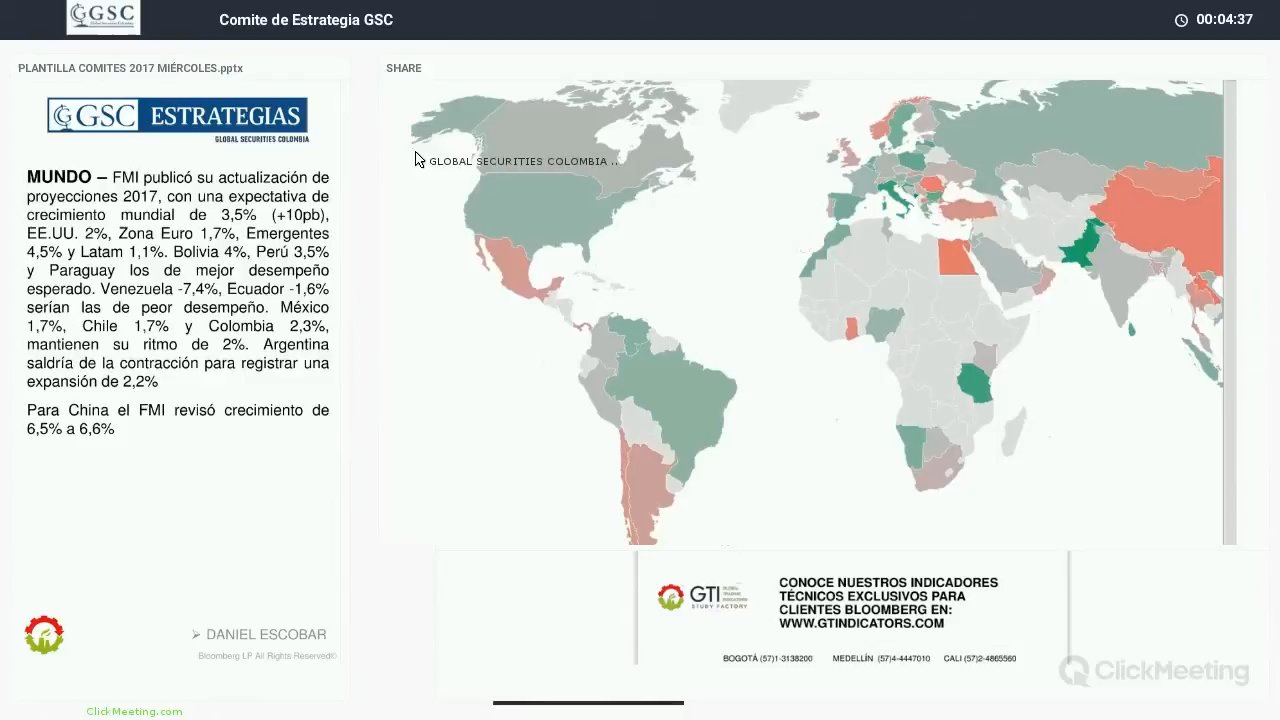 GSC
Comite de Estrategia GSC
00:04:37
PLANTILLA COMITES 2017 MIÉRCOLES.pptx
SHARE
GSC ESTRATEGIAS
GLOBAL SECURITIES COLOMBIA
MUNDO – FMI publicó su actualización de
proyecciones 2017, con una expectativa de
crecimiento mundial de 3,5% (+10pb),
EE.UU. 2%, Zona Euro 1,7%, Emergentes
4,5% y Latam 1,1%. Bolivia 4%, Perú 3,5%
y Paraguay los de mejor desempeño
esperado. Venezuela -7,4%, Ecuador -1,6%
serían las de peor desempeño. México
1,7%, Chile 1,7% y Colombia 2,3%,
mantienen su ritmo de 2%. Argentina
saldría de la contracción para registrar una
expansión de 2,2%
Para China el FMI revisó crecimiento de
6,5% a 6,6%
➢ DANIEL ESCOBAR
Bloomberg LP All Rights Reserved©
ClickMeeting.com
GLOBAL SECURITIES COLOMBIA ..
GTI
STUDY FACTORY
CONOCE NUESTROS INDICADORES
TÉCNICOS EXCLUSIVOS PARA
CLIENTES BLOOMBERG EN:
WWW.GTINDICATORS.COM
BOGOTÁ (57)1-3138200 MEDELLÍN (57)4-4447010 CALI (57)2-4865560
ClickMeeting